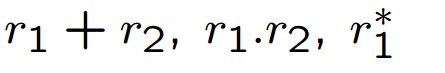 r₁ + r₂, r₁.r₂, r₁*